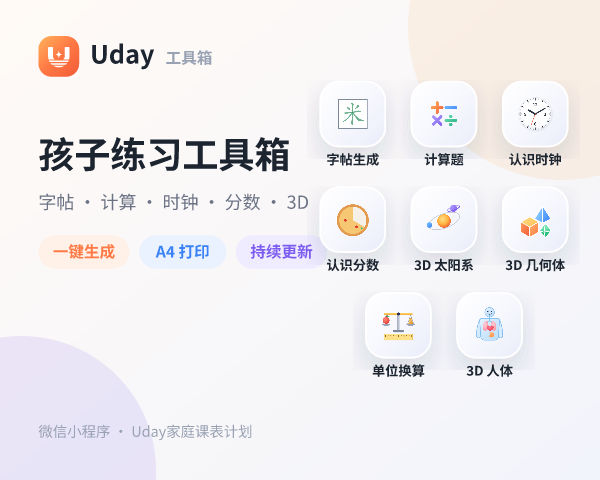 Uday 工具箱
孩子练习工具箱
字帖 · 计算 · 时钟 · 分数 · 3D
一键生成 A4 打印 持续更新
米
字帖生成 计算题 认识时钟
认识分数 3D 太阳系 3D 几何体
单位换算 3D 人体
微信小程序 · Uday家庭课表计划